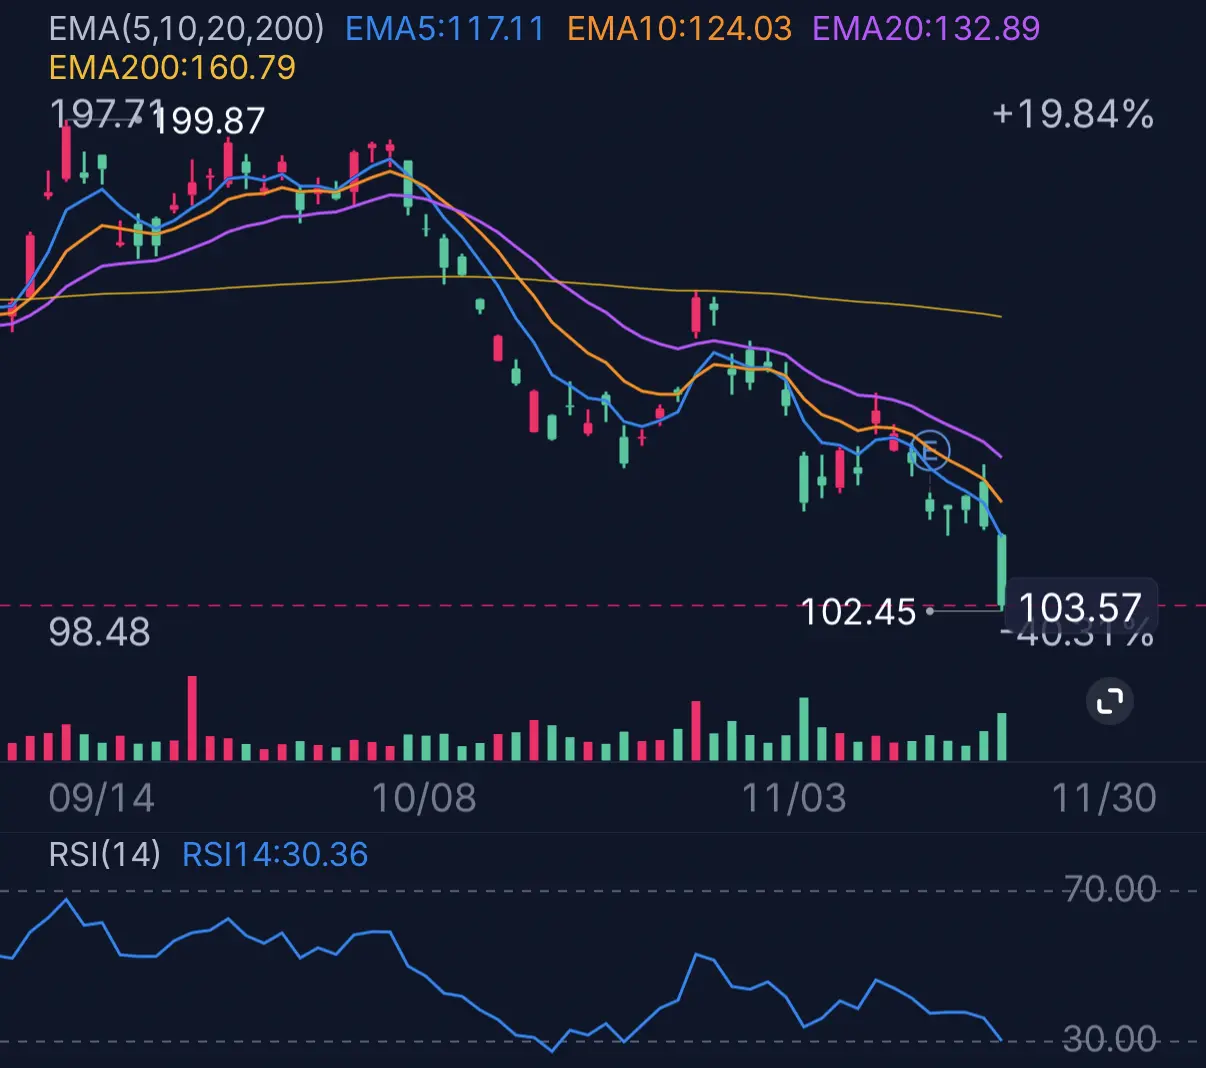 EMA(5,10,20,200) EMA5:117.11 EMA10:124.03 EMA20:132.89
EMA200:160.79
197.71 199.87 +19.84%
E
102.45 103.57
98.48 -40.31%
09/14 10/08 11/03 11/30
RSI(14) RSI14:30.36
70.00
30.00